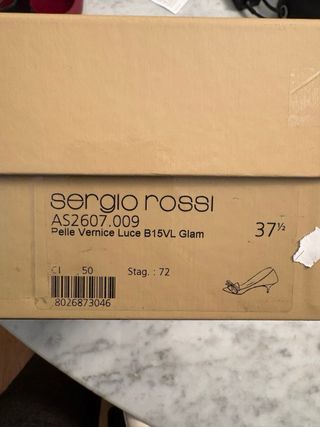 sergio rossi
AS2607.009
Pelle Vernice Luce B15VL Glam
37½
CI 50 Stag. : 72
8026873046